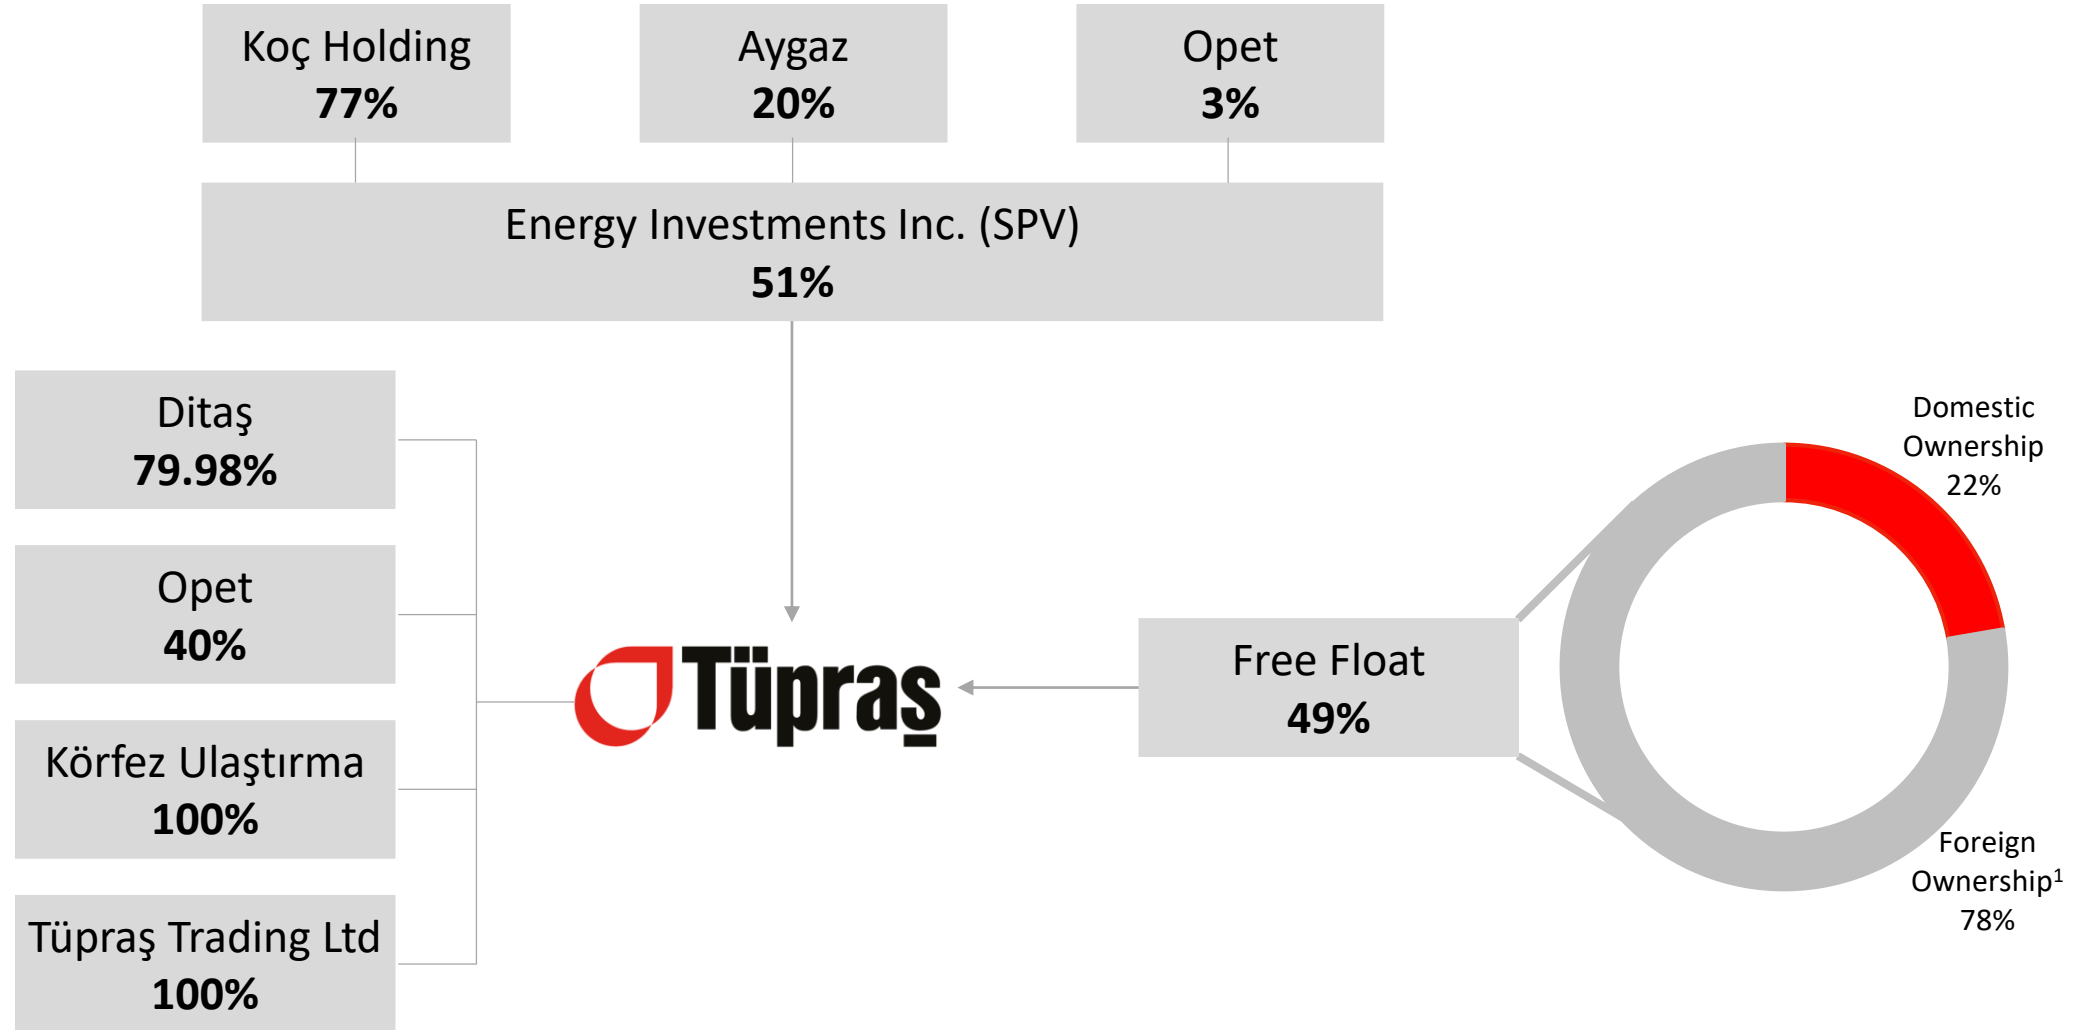 Koç Holding
77%
Aygaz
20%
Opet
3%
Energy Investments Inc. (SPV)
51%
Ditaş
79.98%
Opet
40%
Körfez Ulaştırma
100%
Tüpraş Trading Ltd
100%
Tüpraş
Free Float
49%
Domestic
Ownership
22%
Foreign
Ownership¹
78%